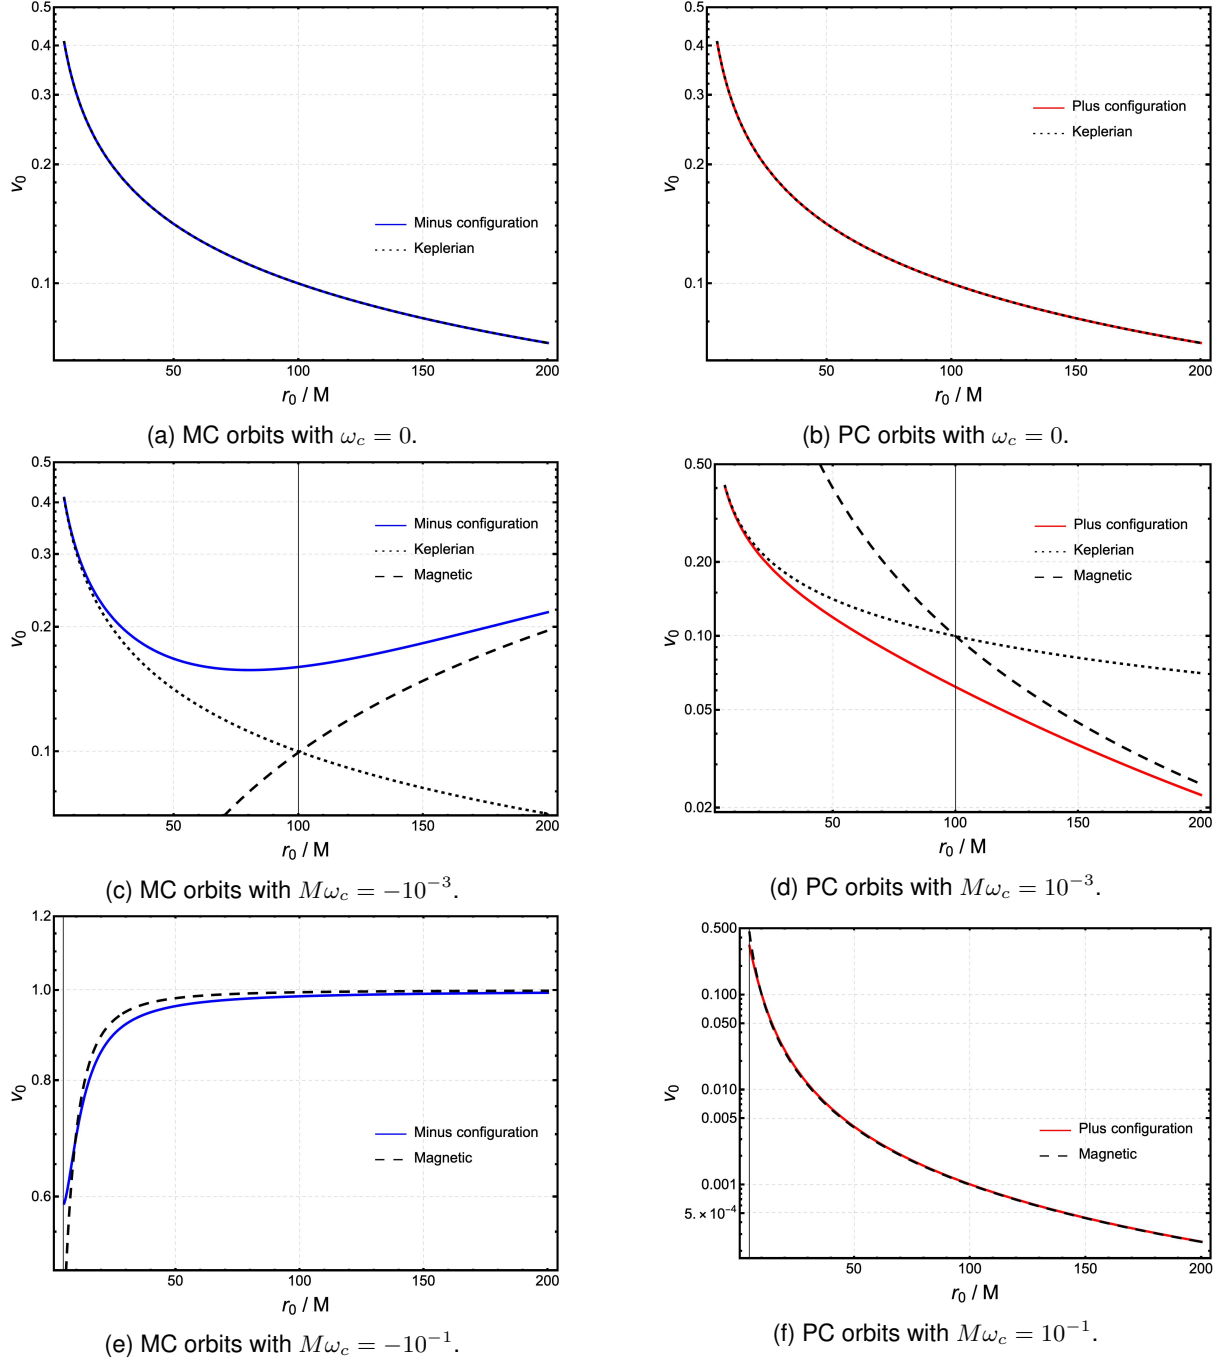 0.5
0.4
0.3
0.2
0.1
v₀
Minus configuration
Keplerian
50
100
150
200
r₀ / M
(a) MC orbits with ω_c = 0.
0.5
0.4
0.3
0.2
0.1
v₀
Plus configuration
Keplerian
50
100
150
200
r₀ / M
(b) PC orbits with ω_c = 0.
0.5
0.4
0.3
0.2
0.1
v₀
Minus configuration
Keplerian
Magnetic
50
100
150
200
r₀ / M
(c) MC orbits with Mω_c = −10⁻³.
0.50
0.20
0.10
0.05
0.02
v₀
Plus configuration
Keplerian
Magnetic
50
100
150
200
r₀ / M
(d) PC orbits with Mω_c = 10⁻³.
1.2
1.0
0.8
0.6
v₀
Minus configuration
Magnetic
50
100
150
200
r₀ / M
(e) MC orbits with Mω_c = −10⁻¹.
0.500
0.100
0.050
0.010
0.005
0.001
5. × 10⁻⁴
v₀
Plus configuration
Magnetic
50
100
150
200
r₀ / M
(f) PC orbits with Mω_c = 10⁻¹.